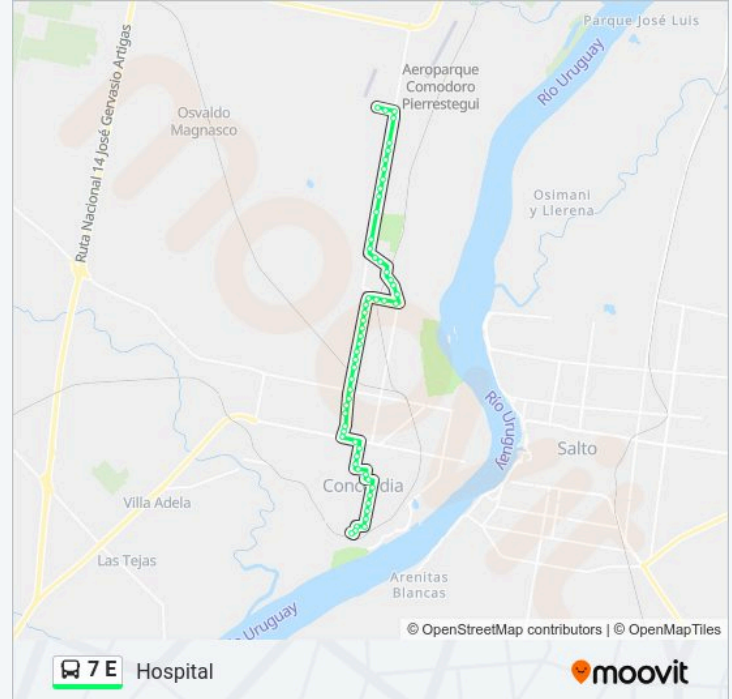 Parque José Luis
Río Uruguay
Aeroparque
Comodoro
Pierrestegui
Ruta Nacional 14 José Gervasio Artigas
Osvaldo
Magnasco
Osimani
y Llerena
Río Uruguay
Salto
Concordia
Villa Adela
Las Tejas
Arenitas
Blancas
Uruguay
© OpenStreetMap contributors | © OpenMapTiles
7 E
Hospital
moovit
moovit